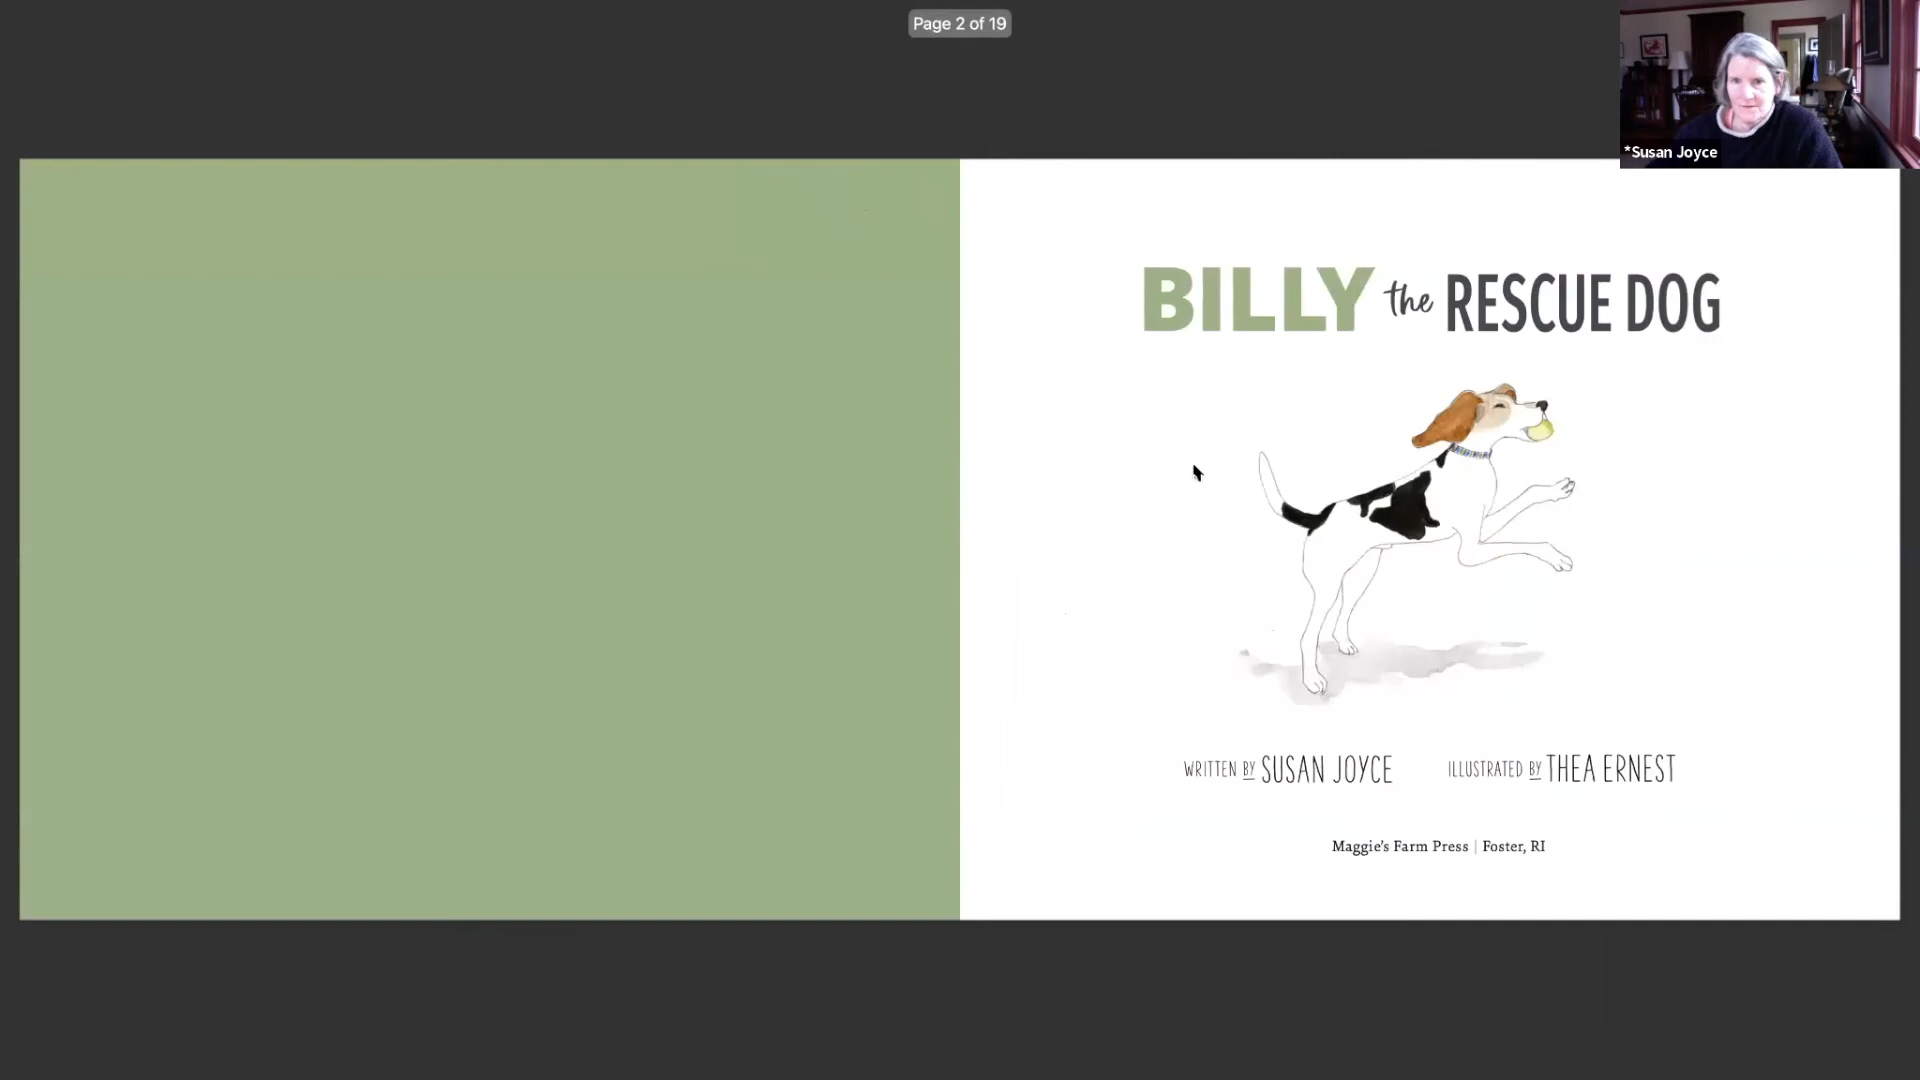 Page 2 of 19
*Susan Joyce
BILLY the RESCUE DOG
WRITTEN BY SUSAN JOYCE ILLUSTRATED BY THEA ERNEST
Maggie's Farm Press | Foster, RI